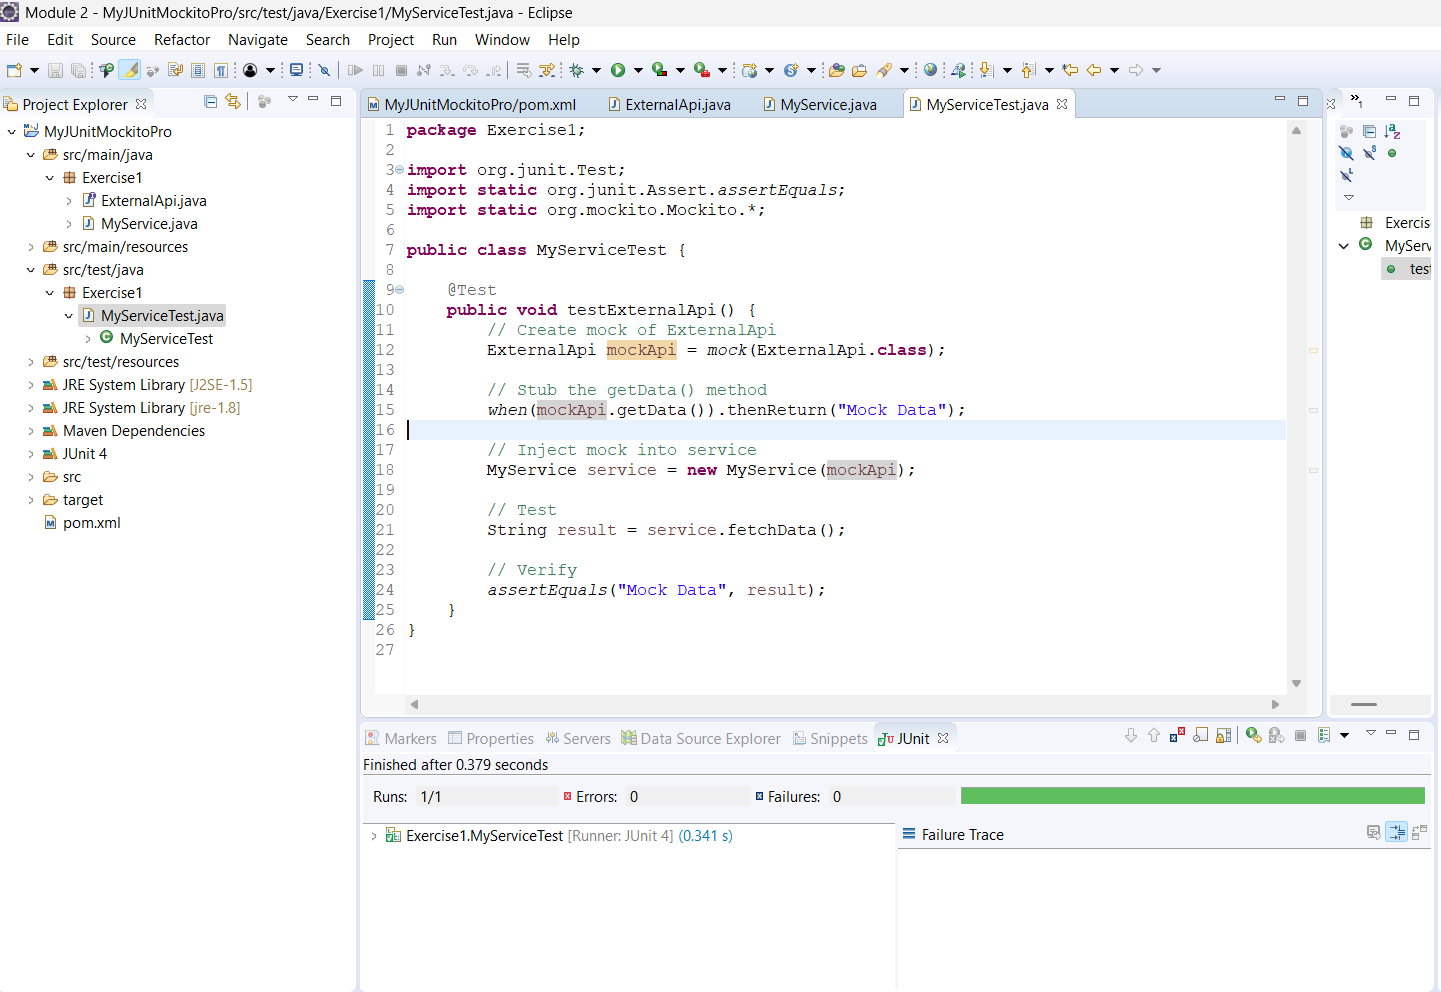 Module 2 - MyJUnitMockitoPro/src/test/java/Exercise1/MyServiceTest.java - Eclipse
File Edit Source Refactor Navigate Search Project Run Window Help
Project Explorer
MyJUnitMockitoPro
src/main/java
Exercise1
ExternalApi.java
MyService.java
src/main/resources
src/test/java
Exercise1
MyServiceTest.java
MyServiceTest
src/test/resources
JRE System Library [J2SE-1.5]
JRE System Library [jre-1.8]
Maven Dependencies
JUnit 4
src
target
pom.xml
MyJUnitMockitoPro/pom.xml ExternalApi.java MyService.java MyServiceTest.java
1 package Exercise1;
2
3 import org.junit.Test;
4 import static org.junit.Assert.assertEquals;
5 import static org.mockito.Mockito.*;
6
7 public class MyServiceTest {
8
9 @Test
10 public void testExternalApi() {
11 // Create mock of ExternalApi
12 ExternalApi mockApi = mock(ExternalApi.class);
13
14 // Stub the getData() method
15 when(mockApi.getData()).thenReturn("Mock Data");
16
17 // Inject mock into service
18 MyService service = new MyService(mockApi);
19
20 // Test
21 String result = service.fetchData();
22
23 // Verify
24 assertEquals("Mock Data", result);
25 }
26 }
27
»1
Exercis
MyServ
test
Markers Properties Servers Data Source Explorer Snippets JUnit
Finished after 0.379 seconds
Runs: 1/1 Errors: 0 Failures: 0
Exercise1.MyServiceTest [Runner: JUnit 4] (0.341 s)
Failure Trace